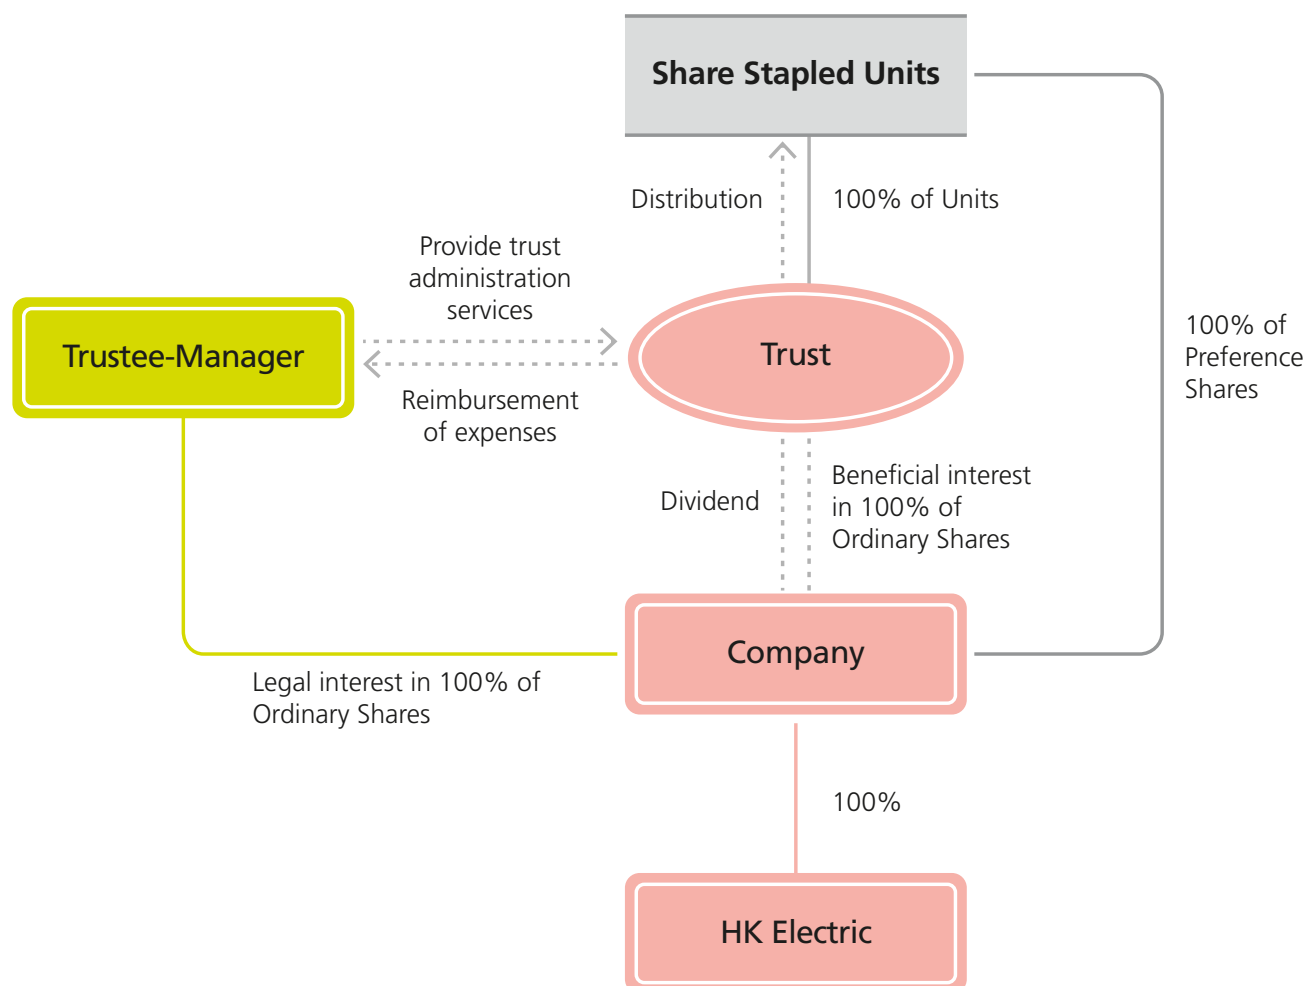 Share Stapled Units
Distribution
100% of Units
Provide trust
administration
services
Trustee-Manager
Trust
100% of
Preference
Shares
Reimbursement
of expenses
Dividend
Beneficial interest
in 100% of
Ordinary Shares
Company
Legal interest in 100% of
Ordinary Shares
100%
HK Electric